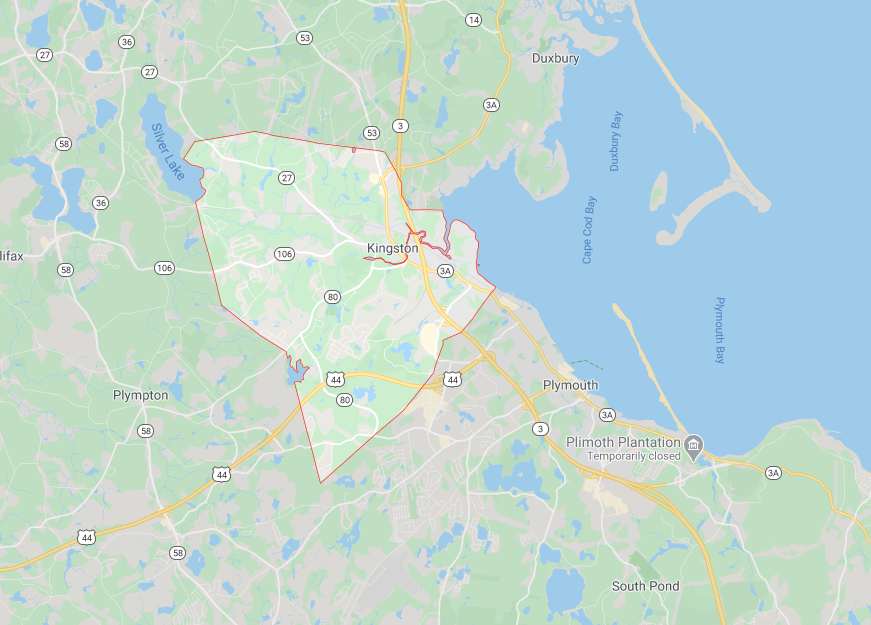 14
53
36
27
Duxbury
27
3A
3
53
58
Silver Lake
Duxbury Bay
27
36
Cape Cod Bay
Kingston
106
lifax
58
106
3A
80
Plymouth Bay
44
44
Plymouth
Plympton
80
3A
58
3
Plimoth Plantation
Temporarily closed
44
3A
44
58
South Pond